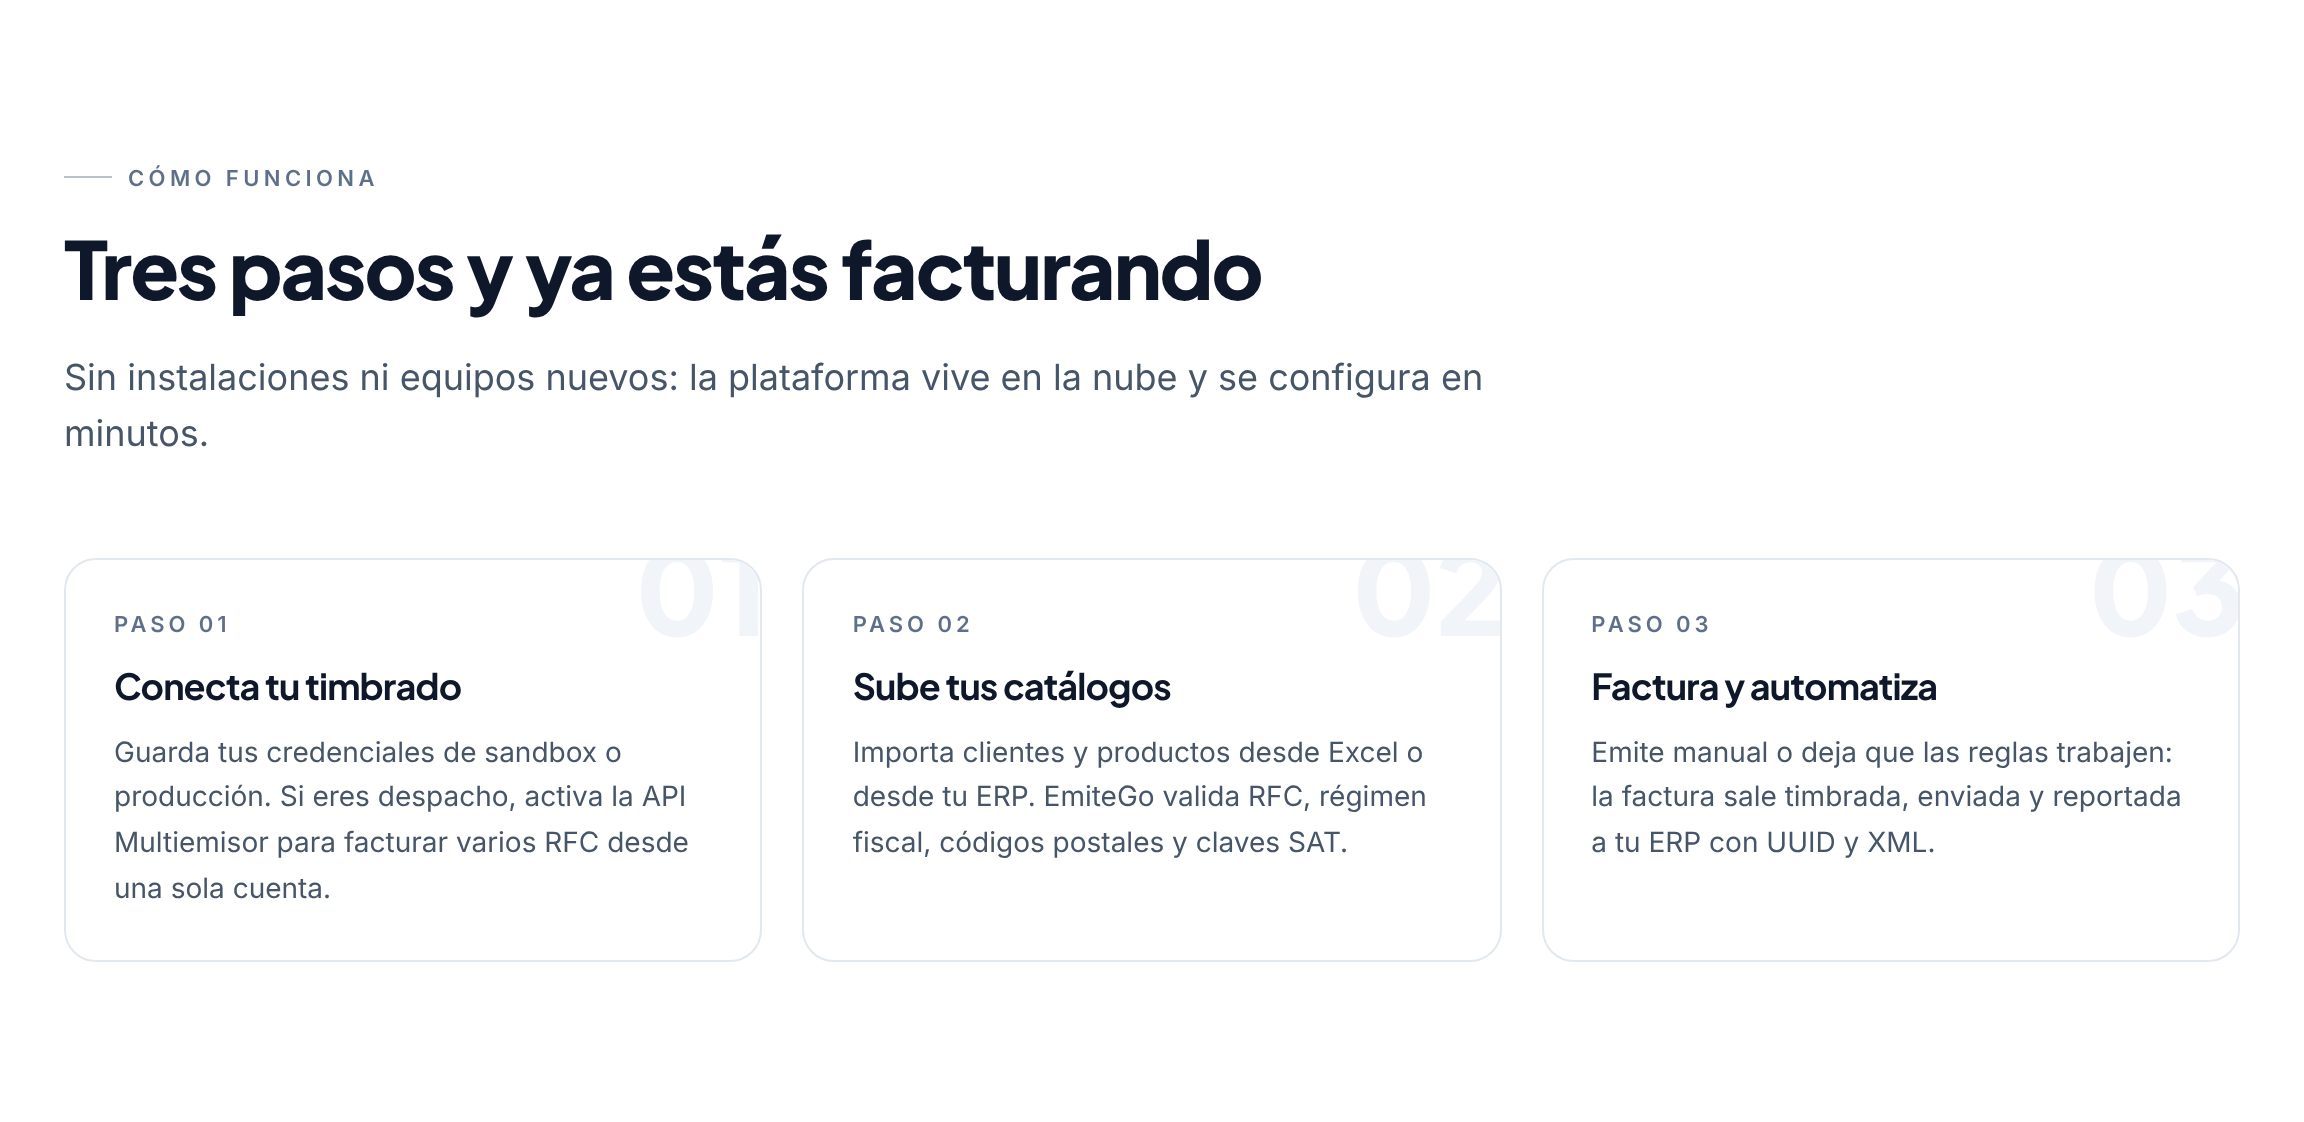 CÓMO FUNCIONA
Tres pasos y ya estás facturando
Sin instalaciones ni equipos nuevos: la plataforma vive en la nube y se configura en
minutos.
01
PASO 01
Conecta tu timbrado
Guarda tus credenciales de sandbox o
producción. Si eres despacho, activa la API
Multiemisor para facturar varios RFC desde
una sola cuenta.
02
PASO 02
Sube tus catálogos
Importa clientes y productos desde Excel o
desde tu ERP. EmiteGo valida RFC, régimen
fiscal, códigos postales y claves SAT.
03
PASO 03
Factura y automatiza
Emite manual o deja que las reglas trabajen:
la factura sale timbrada, enviada y reportada
a tu ERP con UUID y XML.